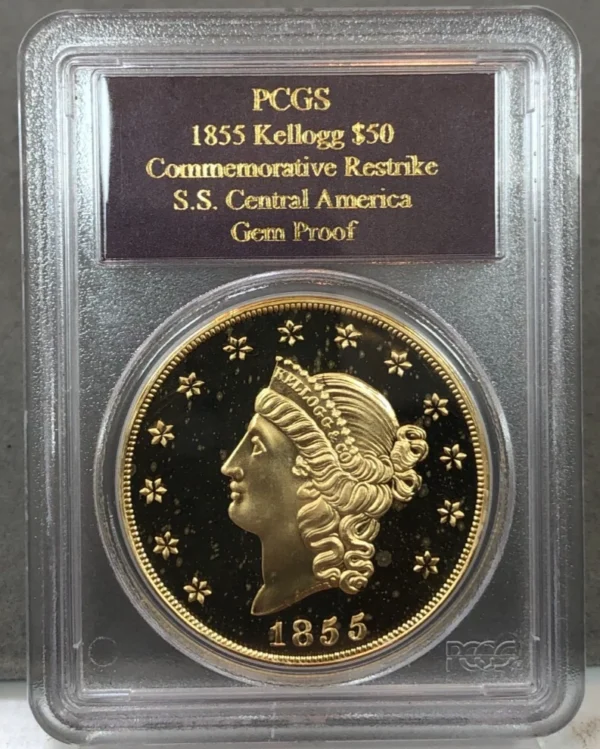 PCGS
1855 Kellogg $50
Commemorative Restrike
S.S. Central America
Gem Proof
KELLOGG & CO
1855
PCGS